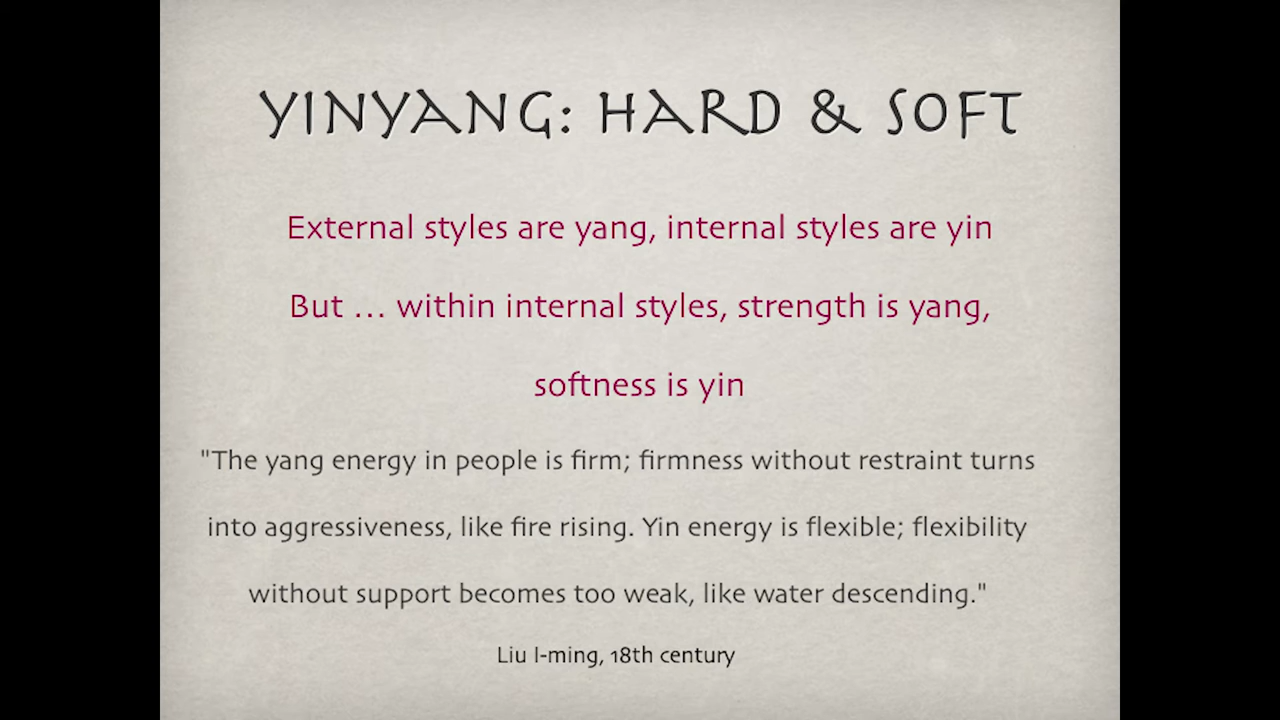 YINYANG: HARD & SOFT
External styles are yang, internal styles are yin
But … within internal styles, strength is yang,
softness is yin
"The yang energy in people is firm; firmness without restraint turns
into aggressiveness, like fire rising. Yin energy is flexible; flexibility
without support becomes too weak, like water descending."
Liu I-ming, 18th century